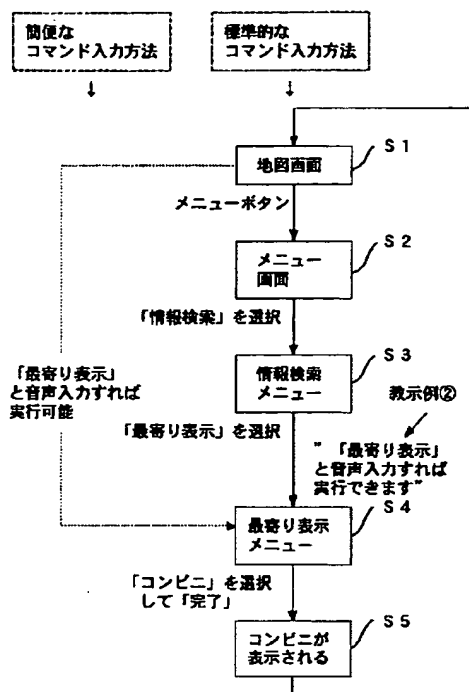 簡便な
コマンド入力方法
標準的な
コマンド入力方法
↓
↓
地図画面
S1
メニューボタン
メニュー
画面
S2
「情報検索」を選択
情報検索
メニュー
S3
「最寄り表示」
と音声入力すれば
実行可能
教示例②
「最寄り表示」を選択
"「最寄り表示」
と音声入力すれば
実行できます"
最寄り表示
メニュー
S4
「コンビニ」を選択
して「完了」
コンビニが
表示される
S5